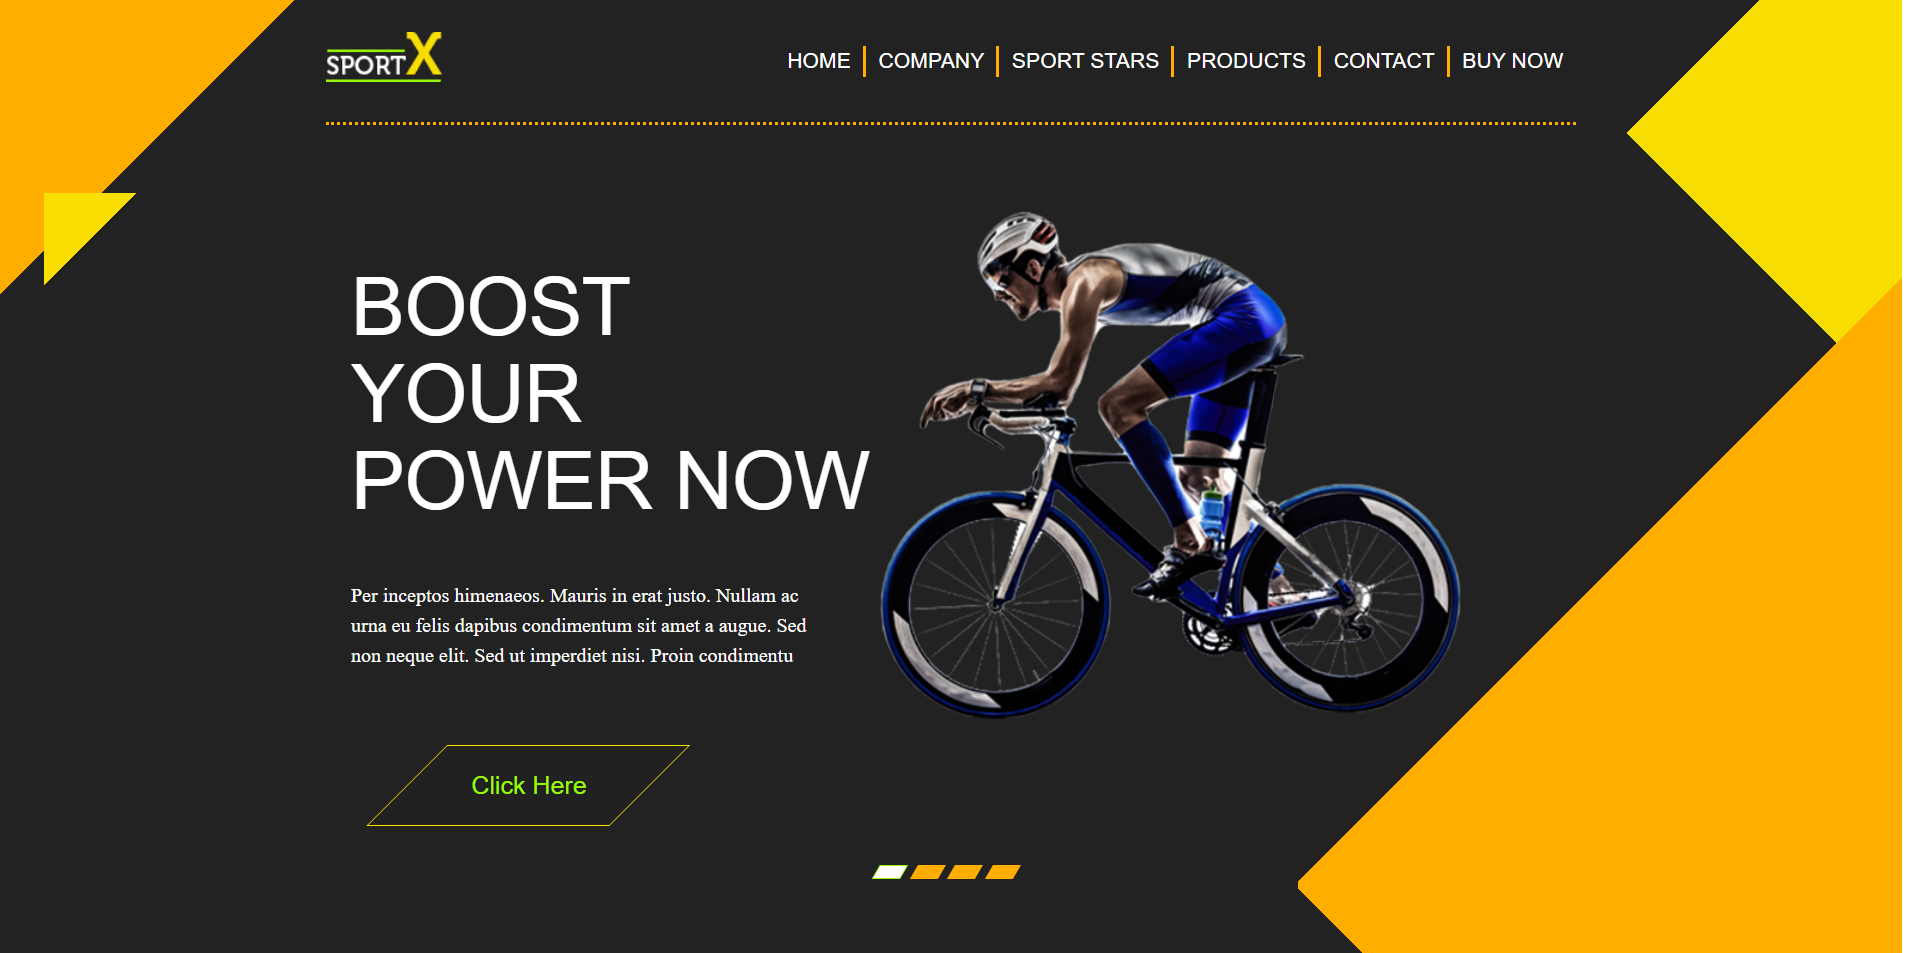 SPORTX
HOME COMPANY SPORT STARS PRODUCTS CONTACT BUY NOW
BOOST
YOUR
POWER NOW
Per inceptos himenaeos. Mauris in erat justo. Nullam ac
urna eu felis dapibus condimentum sit amet a augue. Sed
non neque elit. Sed ut imperdiet nisi. Proin condimentu
Click Here